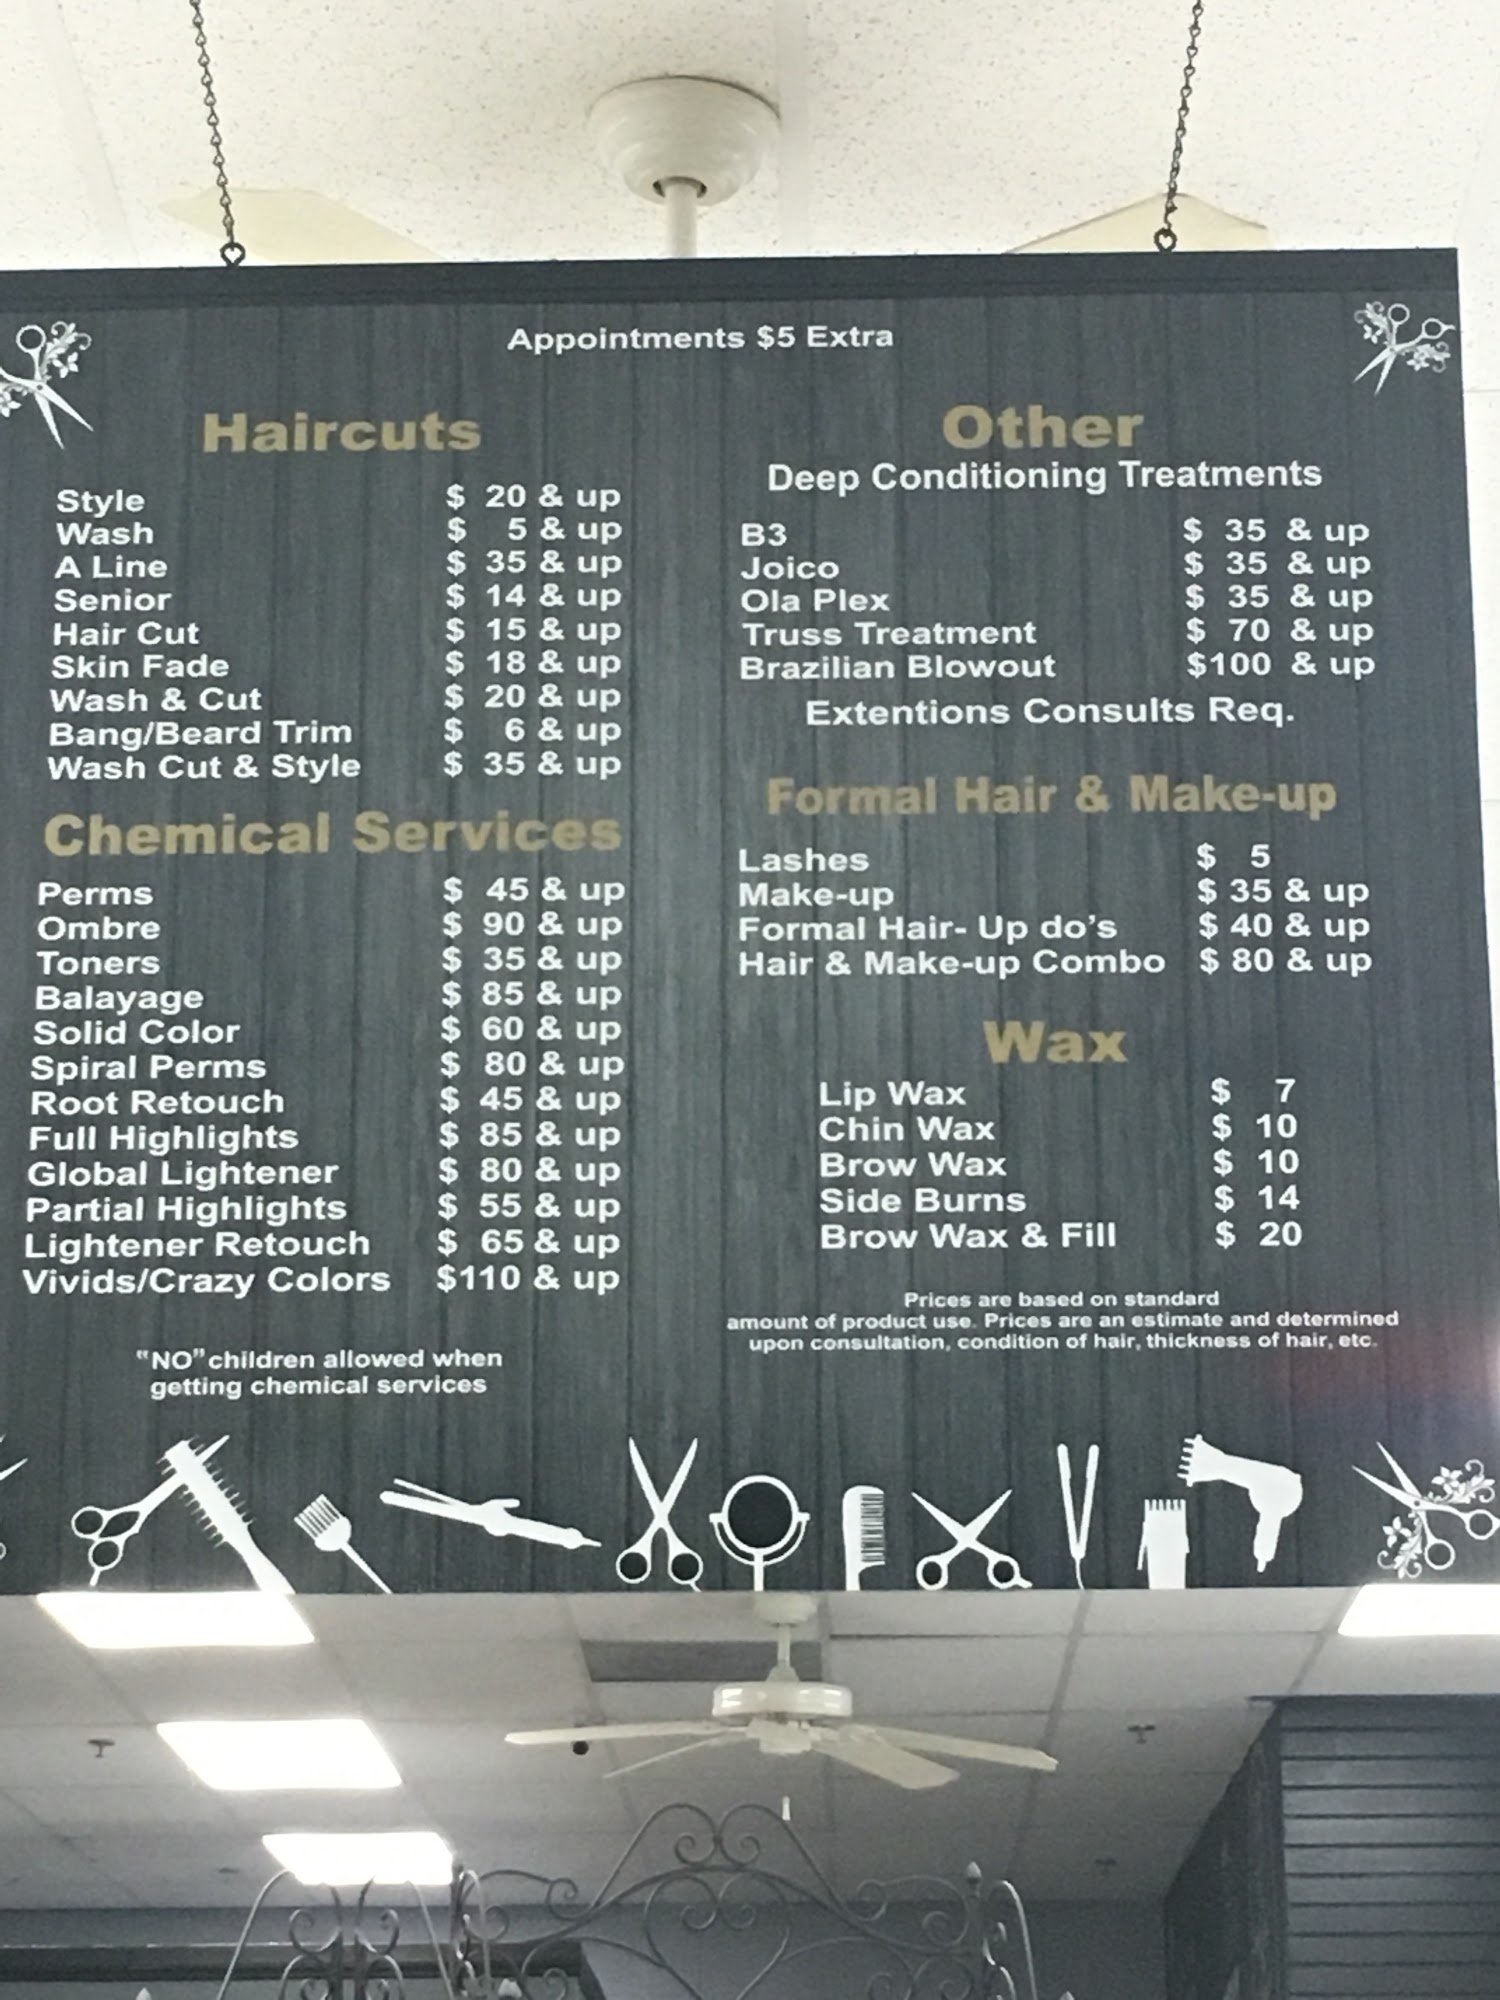 Appointments $5 Extra
Haircuts
Style $ 20 & up
Wash $ 5 & up
A Line $ 35 & up
Senior $ 14 & up
Hair Cut $ 15 & up
Skin Fade $ 18 & up
Wash & Cut $ 20 & up
Bang/Beard Trim $ 6 & up
Wash Cut & Style $ 35 & up
Chemical Services
Perms $ 45 & up
Ombre $ 90 & up
Toners $ 35 & up
Balayage $ 85 & up
Solid Color $ 60 & up
Spiral Perms $ 80 & up
Root Retouch $ 45 & up
Full Highlights $ 85 & up
Global Lightener $ 80 & up
Partial Highlights $ 55 & up
Lightener Retouch $ 65 & up
Vivids/Crazy Colors $110 & up
"NO" children allowed when
getting chemical services
Other
Deep Conditioning Treatments
B3 $ 35 & up
Joico $ 35 & up
Ola Plex $ 35 & up
Truss Treatment $ 70 & up
Brazilian Blowout $100 & up
Extentions Consults Req.
Formal Hair & Make-up
Lashes $ 5
Make-up $ 35 & up
Formal Hair- Up do's $ 40 & up
Hair & Make-up Combo $ 80 & up
Wax
Lip Wax $ 7
Chin Wax $ 10
Brow Wax $ 10
Side Burns $ 14
Brow Wax & Fill $ 20
Prices are based on standard
amount of product use. Prices are an estimate and determined
upon consultation, condition of hair, thickness of hair, etc.